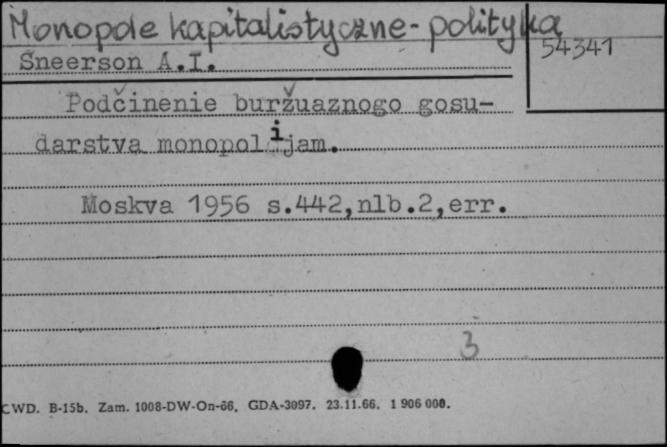 Monopole kapitalistyczne - polityka
54341
Šneerson A.I.
Podčinenie buržuaznogo gosu-
darstva monopolijam.
Moskva 1956 s.442,nlb.2,err.
3
CWD. B-15b. Zam. 1008-DW-On-66. GDA-3097. 23.11.66. 1 906 000.